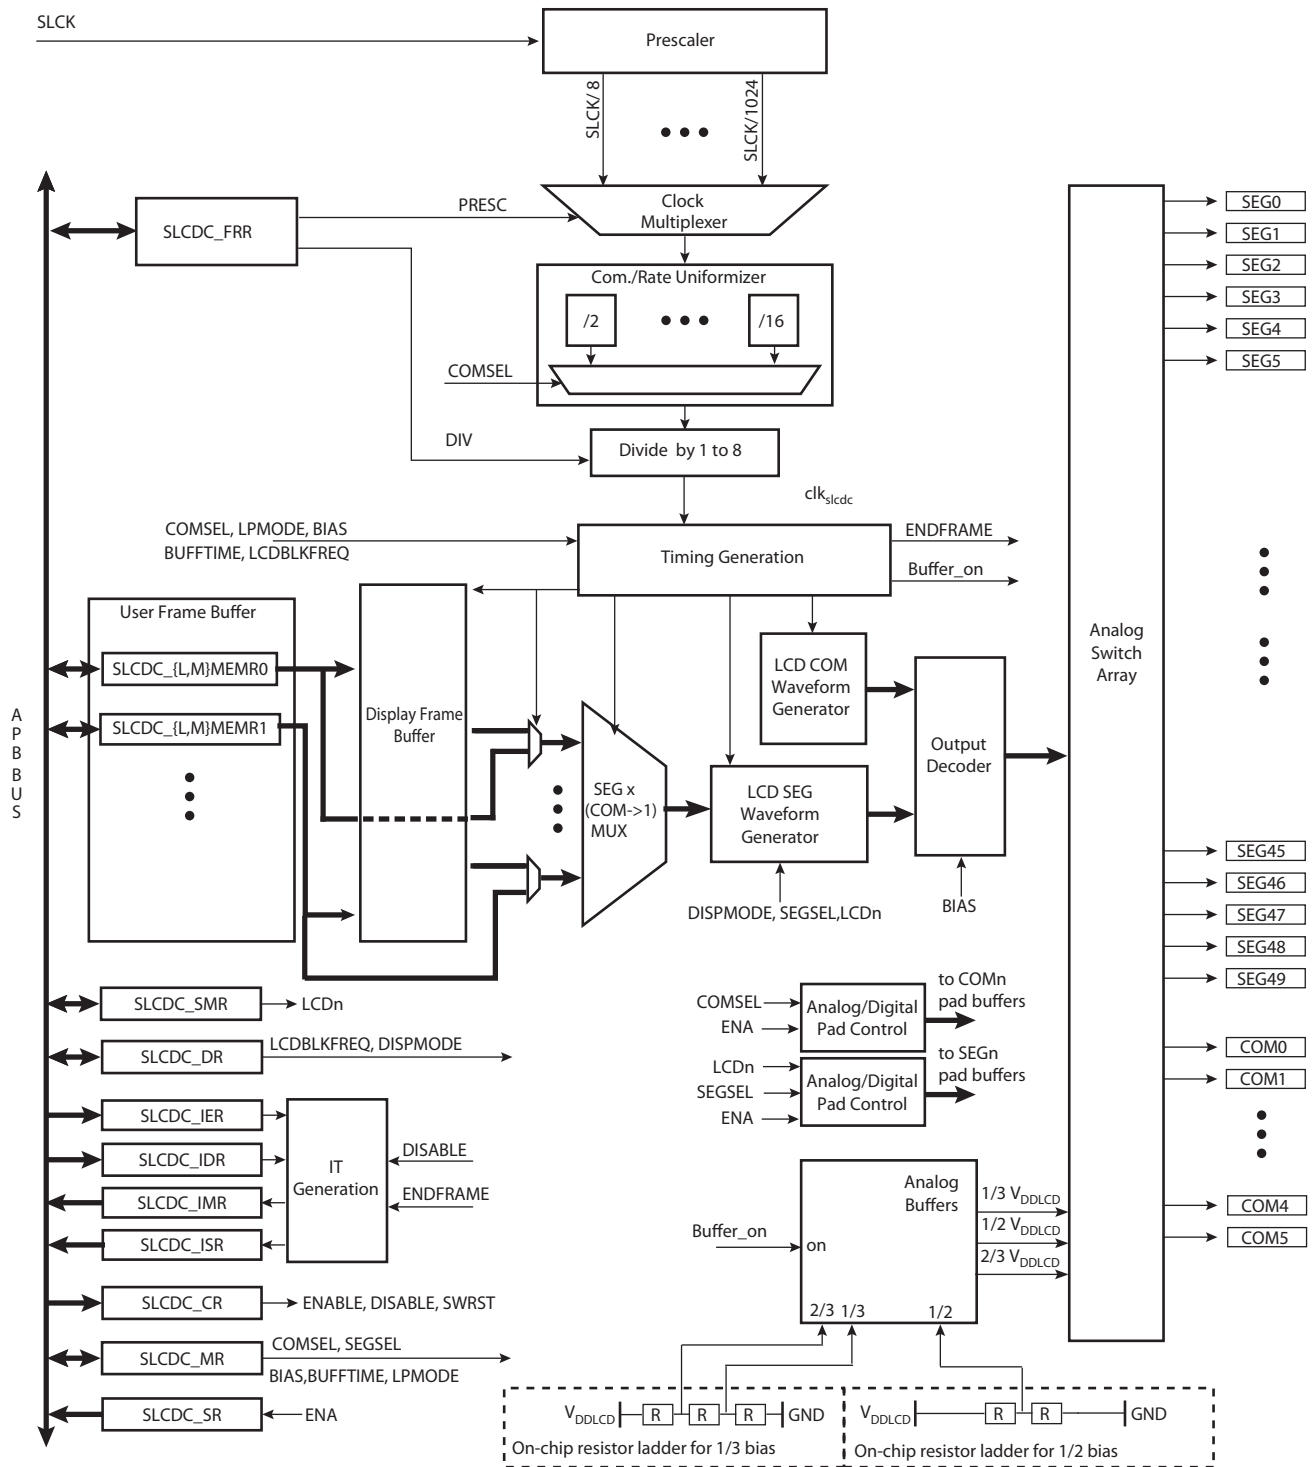 SLCK
Prescaler
SLCK/ 8
SLCK/1024
SLCDC_FRR
PRESC
Clock
Multiplexer
Com./Rate Uniformizer
/2
/16
COMSEL
DIV
Divide by 1 to 8
clkslcdc
COMSEL, LPMODE, BIAS
BUFFTIME, LCDBLKFREQ
Timing Generation
ENDFRAME
Buffer_on
User Frame Buffer
SLCDC_{L,M}MEMR0
SLCDC_{L,M}MEMR1
APB BUS
Display Frame
Buffer
SEG x
(COM->1)
MUX
LCD COM
Waveform
Generator
LCD SEG
Waveform
Generator
DISPMODE, SEGSEL,LCDn
Output
Decoder
BIAS
Analog
Switch
Array
SEG0
SEG1
SEG2
SEG3
SEG4
SEG5
SEG45
SEG46
SEG47
SEG48
SEG49
COM0
COM1
COM4
COM5
SLCDC_SMR
LCDn
SLCDC_DR
LCDBLKFREQ, DISPMODE
SLCDC_IER
SLCDC_IDR
SLCDC_IMR
SLCDC_ISR
IT
Generation
DISABLE
ENDFRAME
SLCDC_CR
ENABLE, DISABLE, SWRST
SLCDC_MR
COMSEL, SEGSEL
BIAS,BUFFTIME, LPMODE
SLCDC_SR
ENA
COMSEL
ENA
Analog/Digital
Pad Control
to COMn
pad buffers
LCDn
SEGSEL
ENA
Analog/Digital
Pad Control
to SEGn
pad buffers
Analog
Buffers
Buffer_on
on
1/3 VDDLCD
1/2 VDDLCD
2/3 VDDLCD
2/3 1/3 1/2
VDDLCD R R R GND
On-chip resistor ladder for 1/3 bias
VDDLCD R R GND
On-chip resistor ladder for 1/2 bias